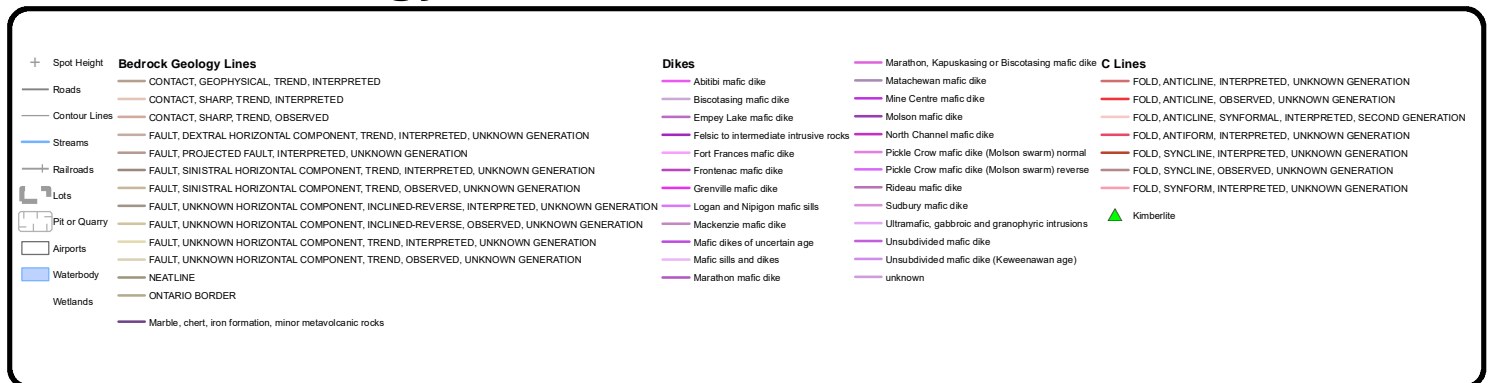 Spot Height
Roads
Contour Lines
Streams
Railroads
Lots
Pit or Quarry
Airports
Waterbody
Wetlands
Bedrock Geology Lines
CONTACT, GEOPHYSICAL, TREND, INTERPRETED
CONTACT, SHARP, TREND, INTERPRETED
CONTACT, SHARP, TREND, OBSERVED
FAULT, DEXTRAL HORIZONTAL COMPONENT, TREND, INTERPRETED, UNKNOWN GENERATION
FAULT, PROJECTED FAULT, INTERPRETED, UNKNOWN GENERATION
FAULT, SINISTRAL HORIZONTAL COMPONENT, TREND, INTERPRETED, UNKNOWN GENERATION
FAULT, SINISTRAL HORIZONTAL COMPONENT, TREND, OBSERVED, UNKNOWN GENERATION
FAULT, UNKNOWN HORIZONTAL COMPONENT, INCLINED-REVERSE, INTERPRETED, UNKNOWN GENERATION
FAULT, UNKNOWN HORIZONTAL COMPONENT, INCLINED-REVERSE, OBSERVED, UNKNOWN GENERATION
FAULT, UNKNOWN HORIZONTAL COMPONENT, TREND, INTERPRETED, UNKNOWN GENERATION
FAULT, UNKNOWN HORIZONTAL COMPONENT, TREND, OBSERVED, UNKNOWN GENERATION
NEATLINE
ONTARIO BORDER
Marble, chert, iron formation, minor metavolcanic rocks
Dikes
Abitibi mafic dike
Biscotasing mafic dike
Empey Lake mafic dike
Felsic to intermediate intrusive rocks
Fort Frances mafic dike
Frontenac mafic dike
Grenville mafic dike
Logan and Nipigon mafic sills
Mackenzie mafic dike
Mafic dikes of uncertain age
Mafic sills and dikes
Marathon mafic dike
Marathon, Kapuskasing or Biscotasing mafic dike
Matachewan mafic dike
Mine Centre mafic dike
Molson mafic dike
North Channel mafic dike
Pickle Crow mafic dike (Molson swarm) normal
Pickle Crow mafic dike (Molson swarm) reverse
Rideau mafic dike
Sudbury mafic dike
Ultramafic, gabbroic and granophyric intrusions
Unsubdivided mafic dike
Unsubdivided mafic dike (Keweenawan age)
unknown
C Lines
FOLD, ANTICLINE, INTERPRETED, UNKNOWN GENERATION
FOLD, ANTICLINE, OBSERVED, UNKNOWN GENERATION
FOLD, ANTICLINE, SYNFORMAL, INTERPRETED, SECOND GENERATION
FOLD, ANTIFORM, INTERPRETED, UNKNOWN GENERATION
FOLD, SYNCLINE, INTERPRETED, UNKNOWN GENERATION
FOLD, SYNCLINE, OBSERVED, UNKNOWN GENERATION
FOLD, SYNFORM, INTERPRETED, UNKNOWN GENERATION
Kimberlite